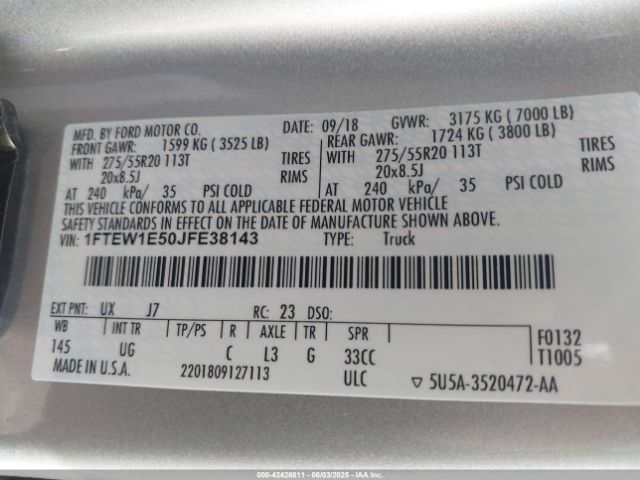 MFD. BY FORD MOTOR CO. DATE: 09/18 GVWR: 3175 KG ( 7000 LB)
FRONT GAWR: 1599 KG ( 3525 LB) REAR GAWR: 1724 KG ( 3800 LB)
WITH 275/55R20 113T TIRES WITH 275/55R20 113T TIRES
20x8.5J RIMS 20x8.5J RIMS
AT 240 kPa/ 35 PSI COLD AT 240 kPa/ 35 PSI COLD
THIS VEHICLE CONFORMS TO ALL APPLICABLE FEDERAL MOTOR VEHICLE
SAFETY STANDARDS IN EFFECT ON THE DATE OF MANUFACTURE SHOWN ABOVE.
VIN: 1FTEW1E50JFE38143 TYPE: Truck
EXT PNT: UX J7 RC: 23 DSO:
WB INT TR TP/PS R AXLE TR SPR F0132
145 UG C L3 G 33CC T1005
MADE IN U.S.A. 2201809127113 ULC ▽ 5U5A-3520472-AA
000-42426811 - 06/03/2025 - IAAI.COM